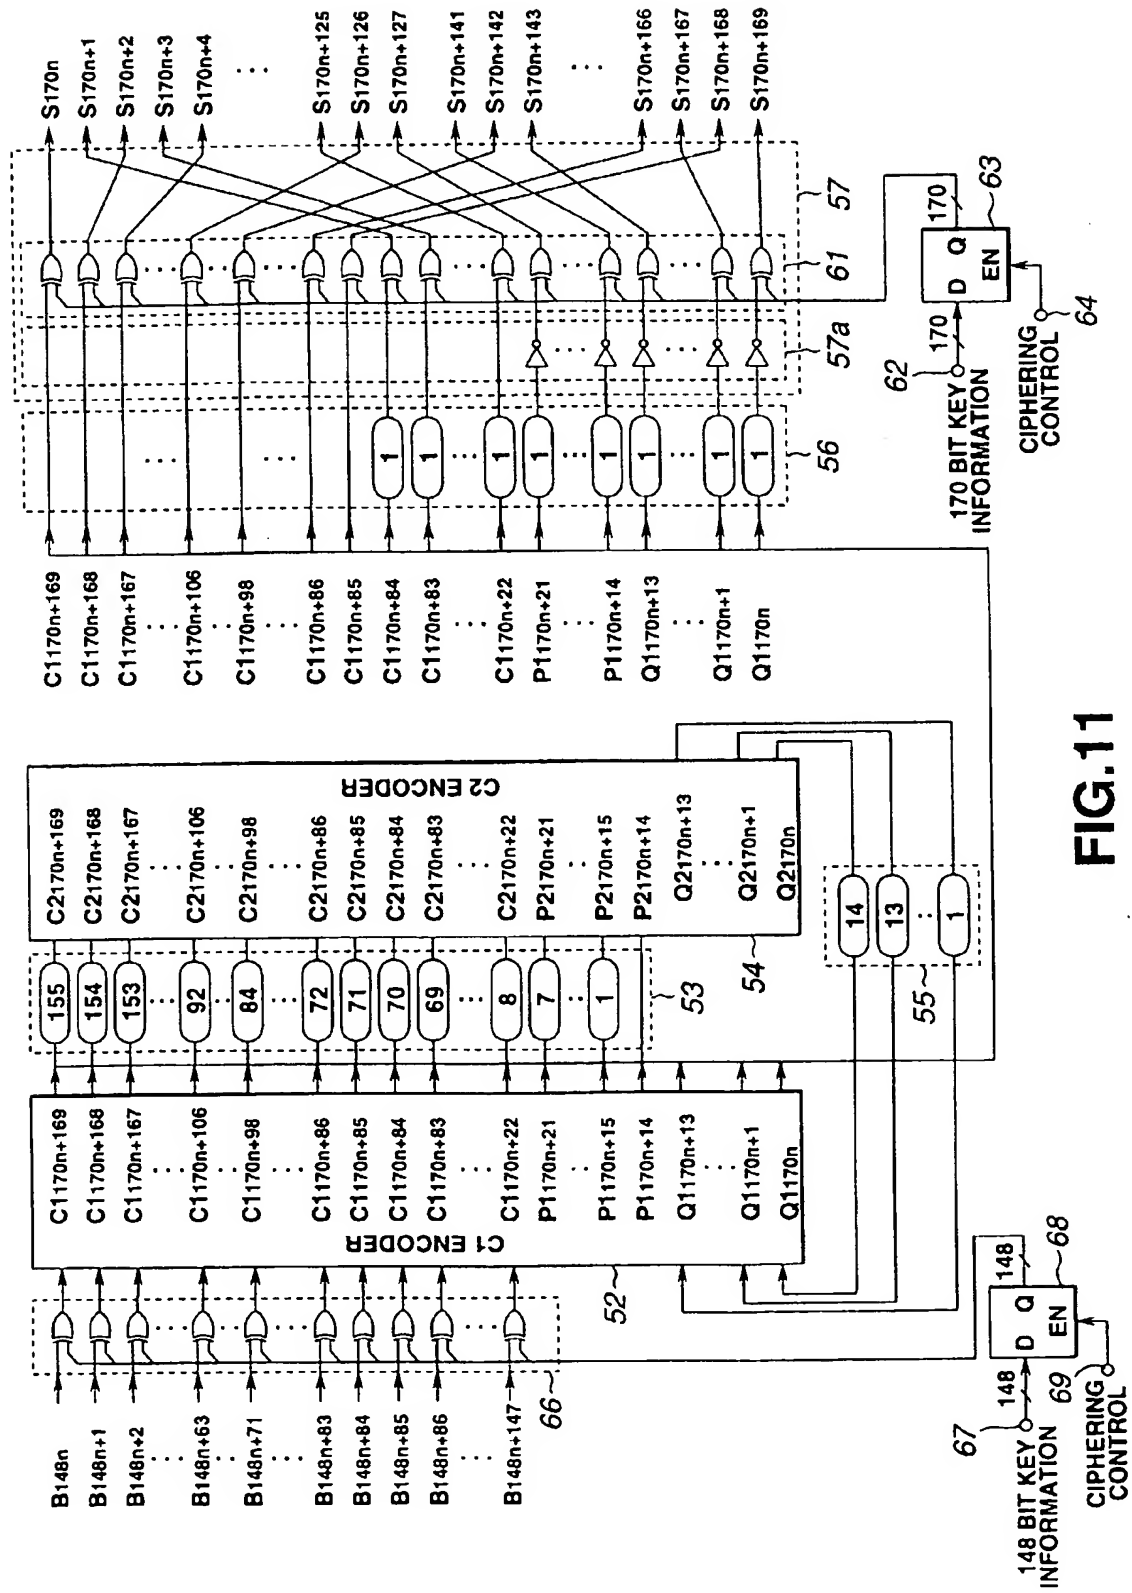 B148n
B148n+1
B148n+2
B148n+63
B148n+71
B148n+83
B148n+84
B148n+85
B148n+86
B148n+147
66
148 BIT KEY
INFORMATION
67
148
D Q
EN
148
68
69
CIPHERING
CONTROL
C1 ENCODER
52
C1170n+169
C1170n+168
C1170n+167
C1170n+106
C1170n+98
C1170n+86
C1170n+85
C1170n+84
C1170n+83
C1170n+22
P1170n+21
P1170n+15
P1170n+14
Q1170n+13
Q1170n+1
Q1170n
155
154
153
92
84
72
71
70
69
8
7
1
53
C2170n+169
C2170n+168
C2170n+167
C2170n+106
C2170n+98
C2170n+86
C2170n+85
C2170n+84
C2170n+83
C2170n+22
P2170n+21
P2170n+15
P2170n+14
Q2170n+13
Q2170n+1
Q2170n
C2 ENCODER
54
14
13
1
55
C1170n+169
C1170n+168
C1170n+167
C1170n+106
C1170n+98
C1170n+86
C1170n+85
C1170n+84
C1170n+83
C1170n+22
P1170n+21
P1170n+14
Q1170n+13
Q1170n+1
Q1170n
1
1
1
1
1
1
1
1
56
57a
61
57
170 BIT KEY
INFORMATION
62
170
D Q
EN
170
63
64
CIPHERING
CONTROL
S170n
S170n+1
S170n+2
S170n+3
S170n+4
S170n+125
S170n+126
S170n+127
S170n+141
S170n+142
S170n+143
S170n+166
S170n+167
S170n+168
S170n+169
FIG.11